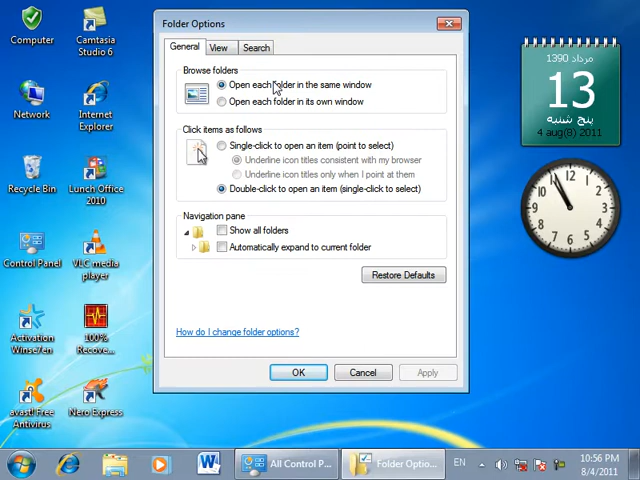 Folder Options
General
View
Search
Browse folders
Open each folder in the same window
Open each folder in its own window
Click items as follows
Single-click to open an item (point to select)
Underline icon titles consistent with my browser
Underline icon titles only when I point at them
Double-click to open an item (single-click to select)
Navigation pane
Show all folders
Automatically expand to current folder
Restore Defaults
How do I change folder options?
OK
Cancel
Apply
Computer
Camtasia
Studio 6
Network
Internet
Explorer
Recycle Bin
Lunch Office
2010
Control Panel
VLC media
player
Activation
Winse7en
100%
Recove...
avast! Free
Antivirus
Nero Express
مرداد 1390
13
پنج شنبه
4 aug(8) 2011
All Control P...
Folder Optio...
EN
10:56 PM
8/4/2011